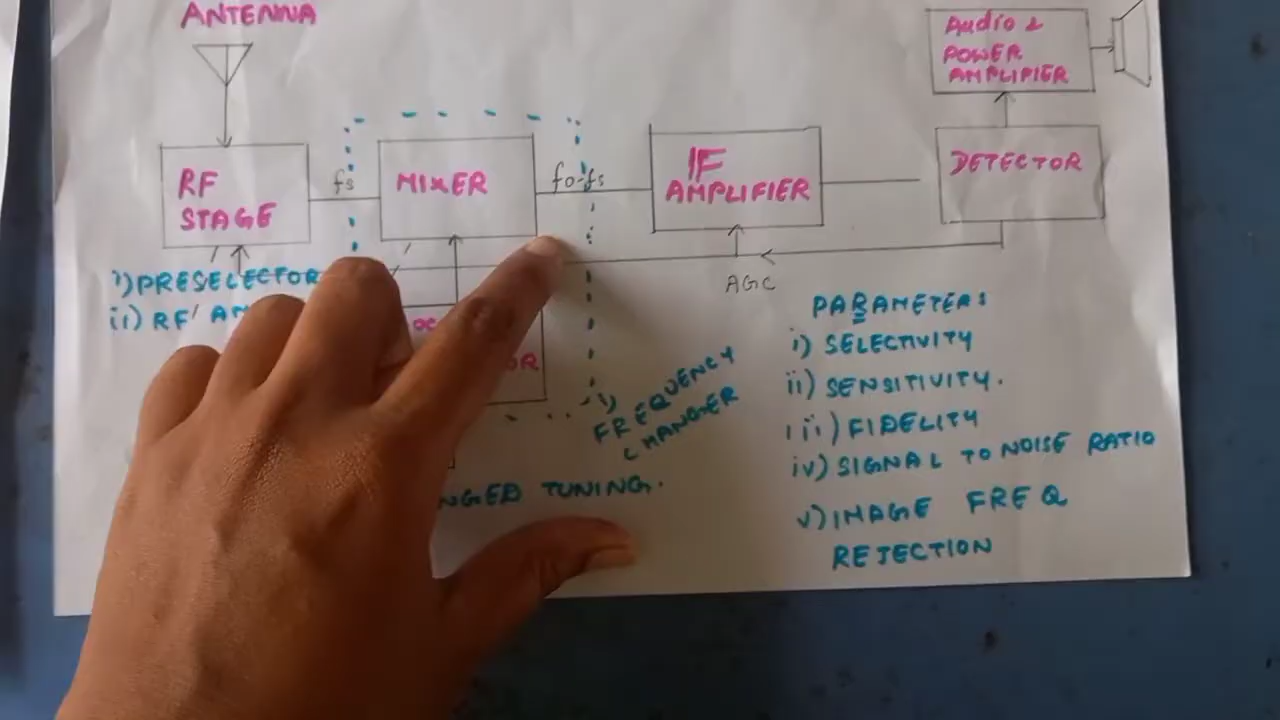 ANTENNA
Audio &
POWER
AMPLIFIER
RF
STAGE
fs
MIXER
fo-fs
IF
AMPLIFIER
DETECTOR
i) PRESELECTOR
ii) RF
AGC
i)
FREQUENCY
CHANGER
TUNING.
PARAMETERS
i) SELECTIVITY
ii) SENSITIVITY.
iii) FIDELITY
iv) SIGNAL TO NOISE RATIO
v) IMAGE FREQ
REJECTION